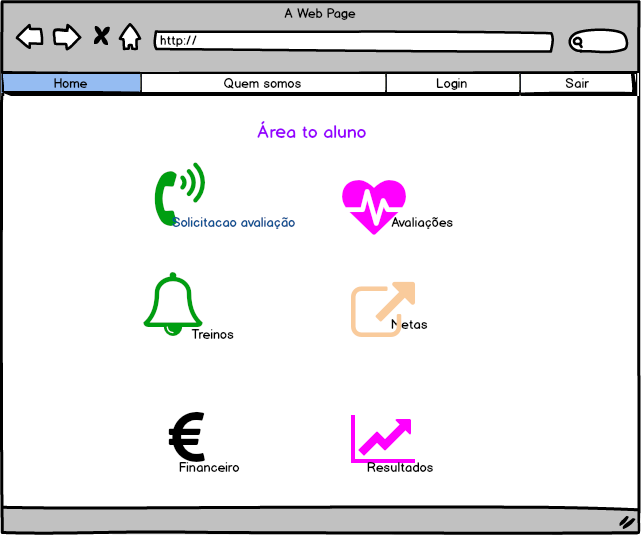 A Web Page
http://
Home Quem somos Login Sair
Área to aluno
Solicitacao avaliação Avaliações
Treinos Metas
Financeiro Resultados